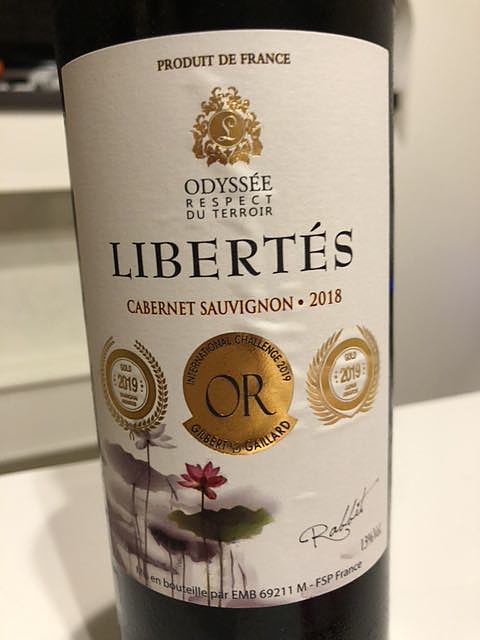 PRODUIT DE FRANCE
L
ODYSSÉE
RESPECT
DU TERROIR
LIBERTÉS
CABERNET SAUVIGNON • 2018
GOLD
2019
INTERNATIONAL CHALLENGE 2019
OR
GILBERT & GAILLARD
GOLD
2019
Rabbit
13%Vol.
en bouteille par EMB 69211 M - FSP France